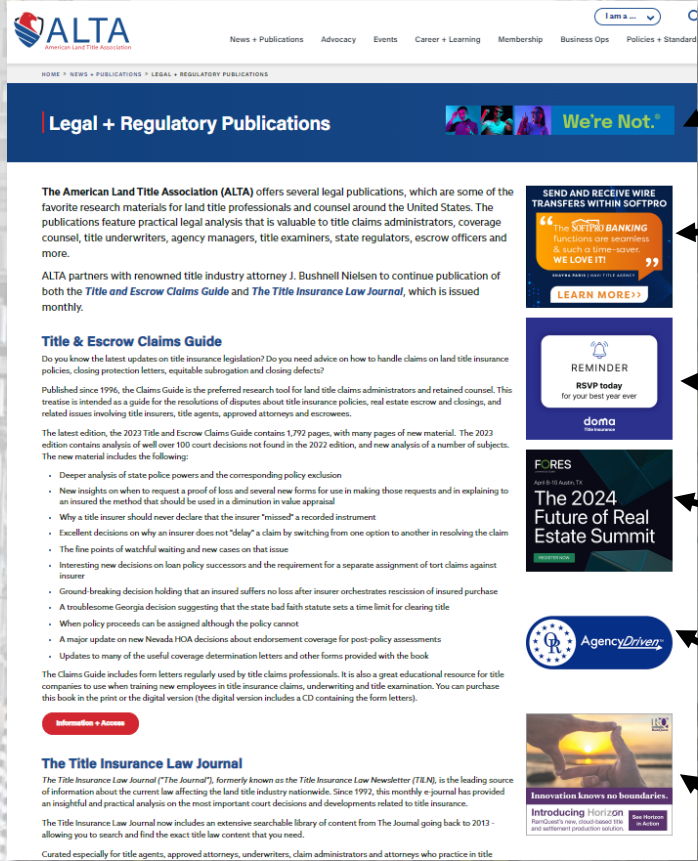 ALTA
American Land Title Association
I am a ...
News + Publications Advocacy Events Career + Learning Membership Business Ops Policies + Standard
HOME > NEWS + PUBLICATIONS > LEGAL + REGULATORY PUBLICATIONS
Legal + Regulatory Publications
We're Not.®
The American Land Title Association (ALTA) offers several legal publications, which are some of the
favorite research materials for land title professionals and counsel around the United States. The
publications feature practical legal analysis that is valuable to title claims administrators, coverage
counsel, title underwriters, agency managers, title examiners, state regulators, escrow officers and
more.
ALTA partners with renowned title industry attorney J. Bushnell Nielsen to continue publication of
both the Title and Escrow Claims Guide and The Title Insurance Law Journal, which is issued
monthly.
Title & Escrow Claims Guide
Do you know the latest updates on title insurance legislation? Do you need advice on how to handle claims on land title insurance
policies, closing protection letters, equitable subrogation and closing defects?
Published since 1996, the Claims Guide is the preferred research tool for land title claims administrators and retained counsel. This
treatise is intended as a guide for the resolutions of disputes about title insurance policies, real estate escrow and closings, and
related issues involving title insurers, title agents, approved attorneys and escrowees.
The latest edition, the 2023 Title and Escrow Claims Guide contains 1,792 pages, with many pages of new material. The 2023
edition contains analysis of well over 100 court decisions not found in the 2022 edition, and new analysis of a number of subjects.
The new material includes the following:
• Deeper analysis of state police powers and the corresponding policy exclusion
• New insights on when to request a proof of loss and several new forms for use in making those requests and in explaining to
an insured the method that should be used in a diminution in value appraisal
• Why a title insurer should never declare that the insurer "missed" a recorded instrument
• Excellent decisions on why an insurer does not "delay" a claim by switching from one option to another in resolving the claim
• The fine points of watchful waiting and new cases on that issue
• Interesting new decisions on loan policy successors and the requirement for a separate assignment of tort claims against
insurer
• Ground-breaking decision holding that an insured suffers no loss after insurer orchestrates rescission of insured purchase
• A troublesome Georgia decision suggesting that the state bad faith statute sets a time limit for clearing title
• When policy proceeds can be assigned although the policy cannot
• A major update on new Nevada HOA decisions about endorsement coverage for post-policy assessments
• Updates to many of the useful coverage determination letters and other forms provided with the book
The Claims Guide includes form letters regularly used by title claims professionals. It is also a great educational resource for title
companies to use when training new employees in title insurance claims, underwriting and title examination. You can purchase
this book in the print or the digital version (the digital version includes a CD containing the form letters).
Information + Access
The Title Insurance Law Journal
The Title Insurance Law Journal ("The Journal"), formerly known as the Title Insurance Law Newsletter (TILN), is the leading source
of information about the current law affecting the land title industry nationwide. Since 1992, this monthly e-journal has provided
an insightful and practical analysis on the most important court decisions and developments related to title insurance.
The Title Insurance Law Journal now includes an extensive searchable library of content from The Journal going back to 2013 -
allowing you to search and find the exact title law content that you need.
Curated especially for title agents, approved attorneys, underwriters, claim administrators and attorneys who practice in title
SEND AND RECEIVE WIRE
TRANSFERS WITHIN SOFTPRO
“The SOFTPRO BANKING
functions are seamless
& such a time-saver.
WE LOVE IT! ”
SHAYNA PARIS | NAVI TITLE AGENCY
LEARN MORE>>
REMINDER
RSVP today
for your best year ever
doma
Title Insurance
FORES
April 8-10 Austin, TX
The 2024
Future of Real
Estate Summit
REGISTER NOW
OR
AgencyDriven™
RQ
Innovation knows no boundaries.
Introducing Horizon
RamQuest's new, cloud-based title
and settlement production solution.
See Horizon
in Action